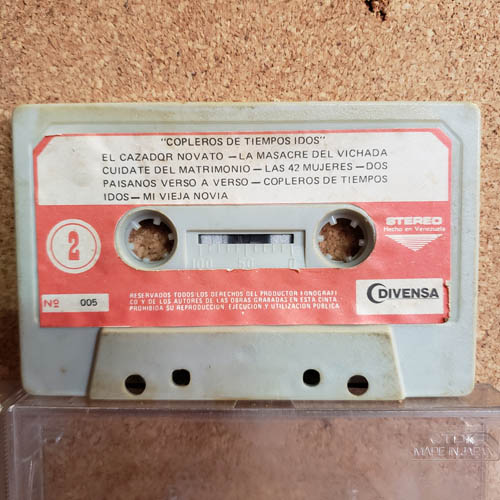 "COPLEROS DE TIEMPOS IDOS"
EL CAZADOR NOVATO — LA MASACRE DEL VICHADA
CUIDATE DEL MATRIMONIO — LAS 42 MUJERES — DOS
PAISANOS VERSO A VERSO — COPLEROS DE TIEMPOS
IDOS — MI VIEJA NOVIA
2
STEREO
Hecho en Venezuela
100 50 0
Nº 005
RESERVADOS TODOS LOS DERECHOS DEL PRODUCTOR FONOGRAFI
CO Y DE LOS AUTORES DE LAS OBRAS GRABADAS EN ESTA CINTA.
PROHIBIDA SU REPRODUCCION, EJECUCION Y UTILIZACION PUBLICA.
DIVENSA
TDK
MADE IN JAPAN